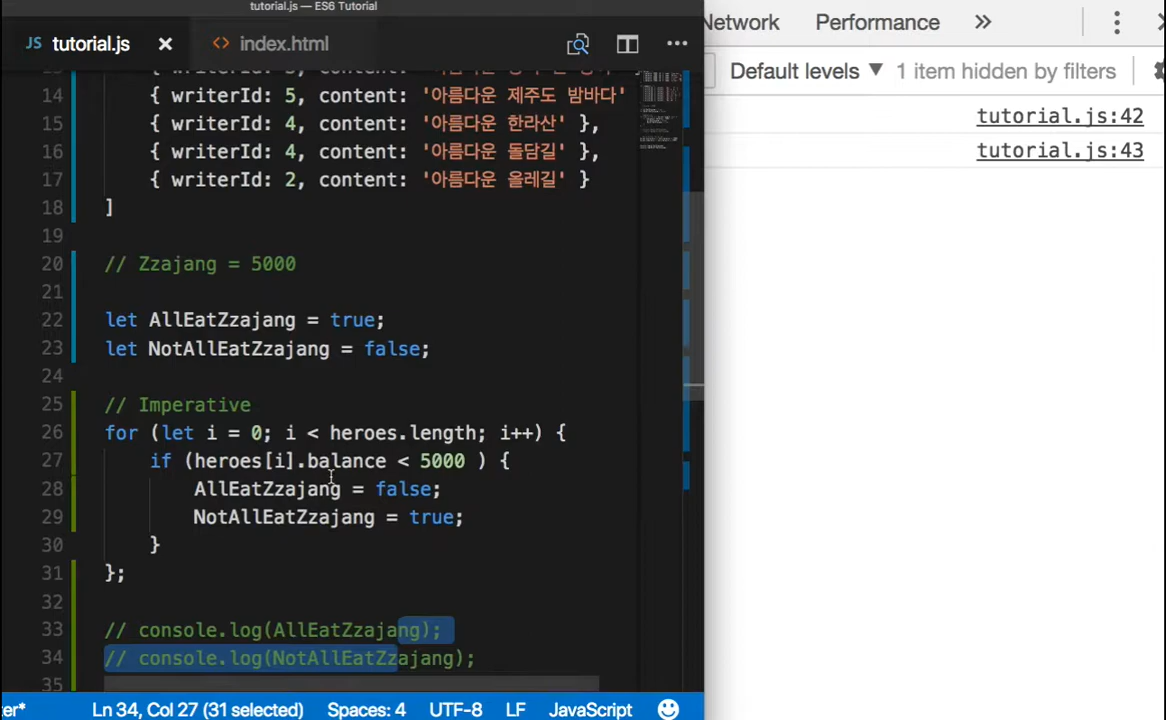 tutorial.js — ES6 Tutorial
JS tutorial.js × <> index.html
14 { writerId: 5, content: '아름다운 제주도 밤바다'
15 { writerId: 4, content: '아름다운 한라산' },
16 { writerId: 4, content: '아름다운 돌담길' },
17 { writerId: 2, content: '아름다운 올레길' }
18 ]
19
20 // Zzajang = 5000
21
22 let AllEatZzajang = true;
23 let NotAllEatZzajang = false;
24
25 // Imperative
26 for (let i = 0; i < heroes.length; i++) {
27 if (heroes[i].balance < 5000 ) {
28 AllEatZzajang = false;
29 NotAllEatZzajang = true;
30 }
31 };
32
33 // console.log(AllEatZzajang);
34 // console.log(NotAllEatZzajang);
35
ter* Ln 34, Col 27 (31 selected) Spaces: 4 UTF-8 LF JavaScript
Network Performance »
Default levels ▼ 1 item hidden by filters
tutorial.js:42
tutorial.js:43